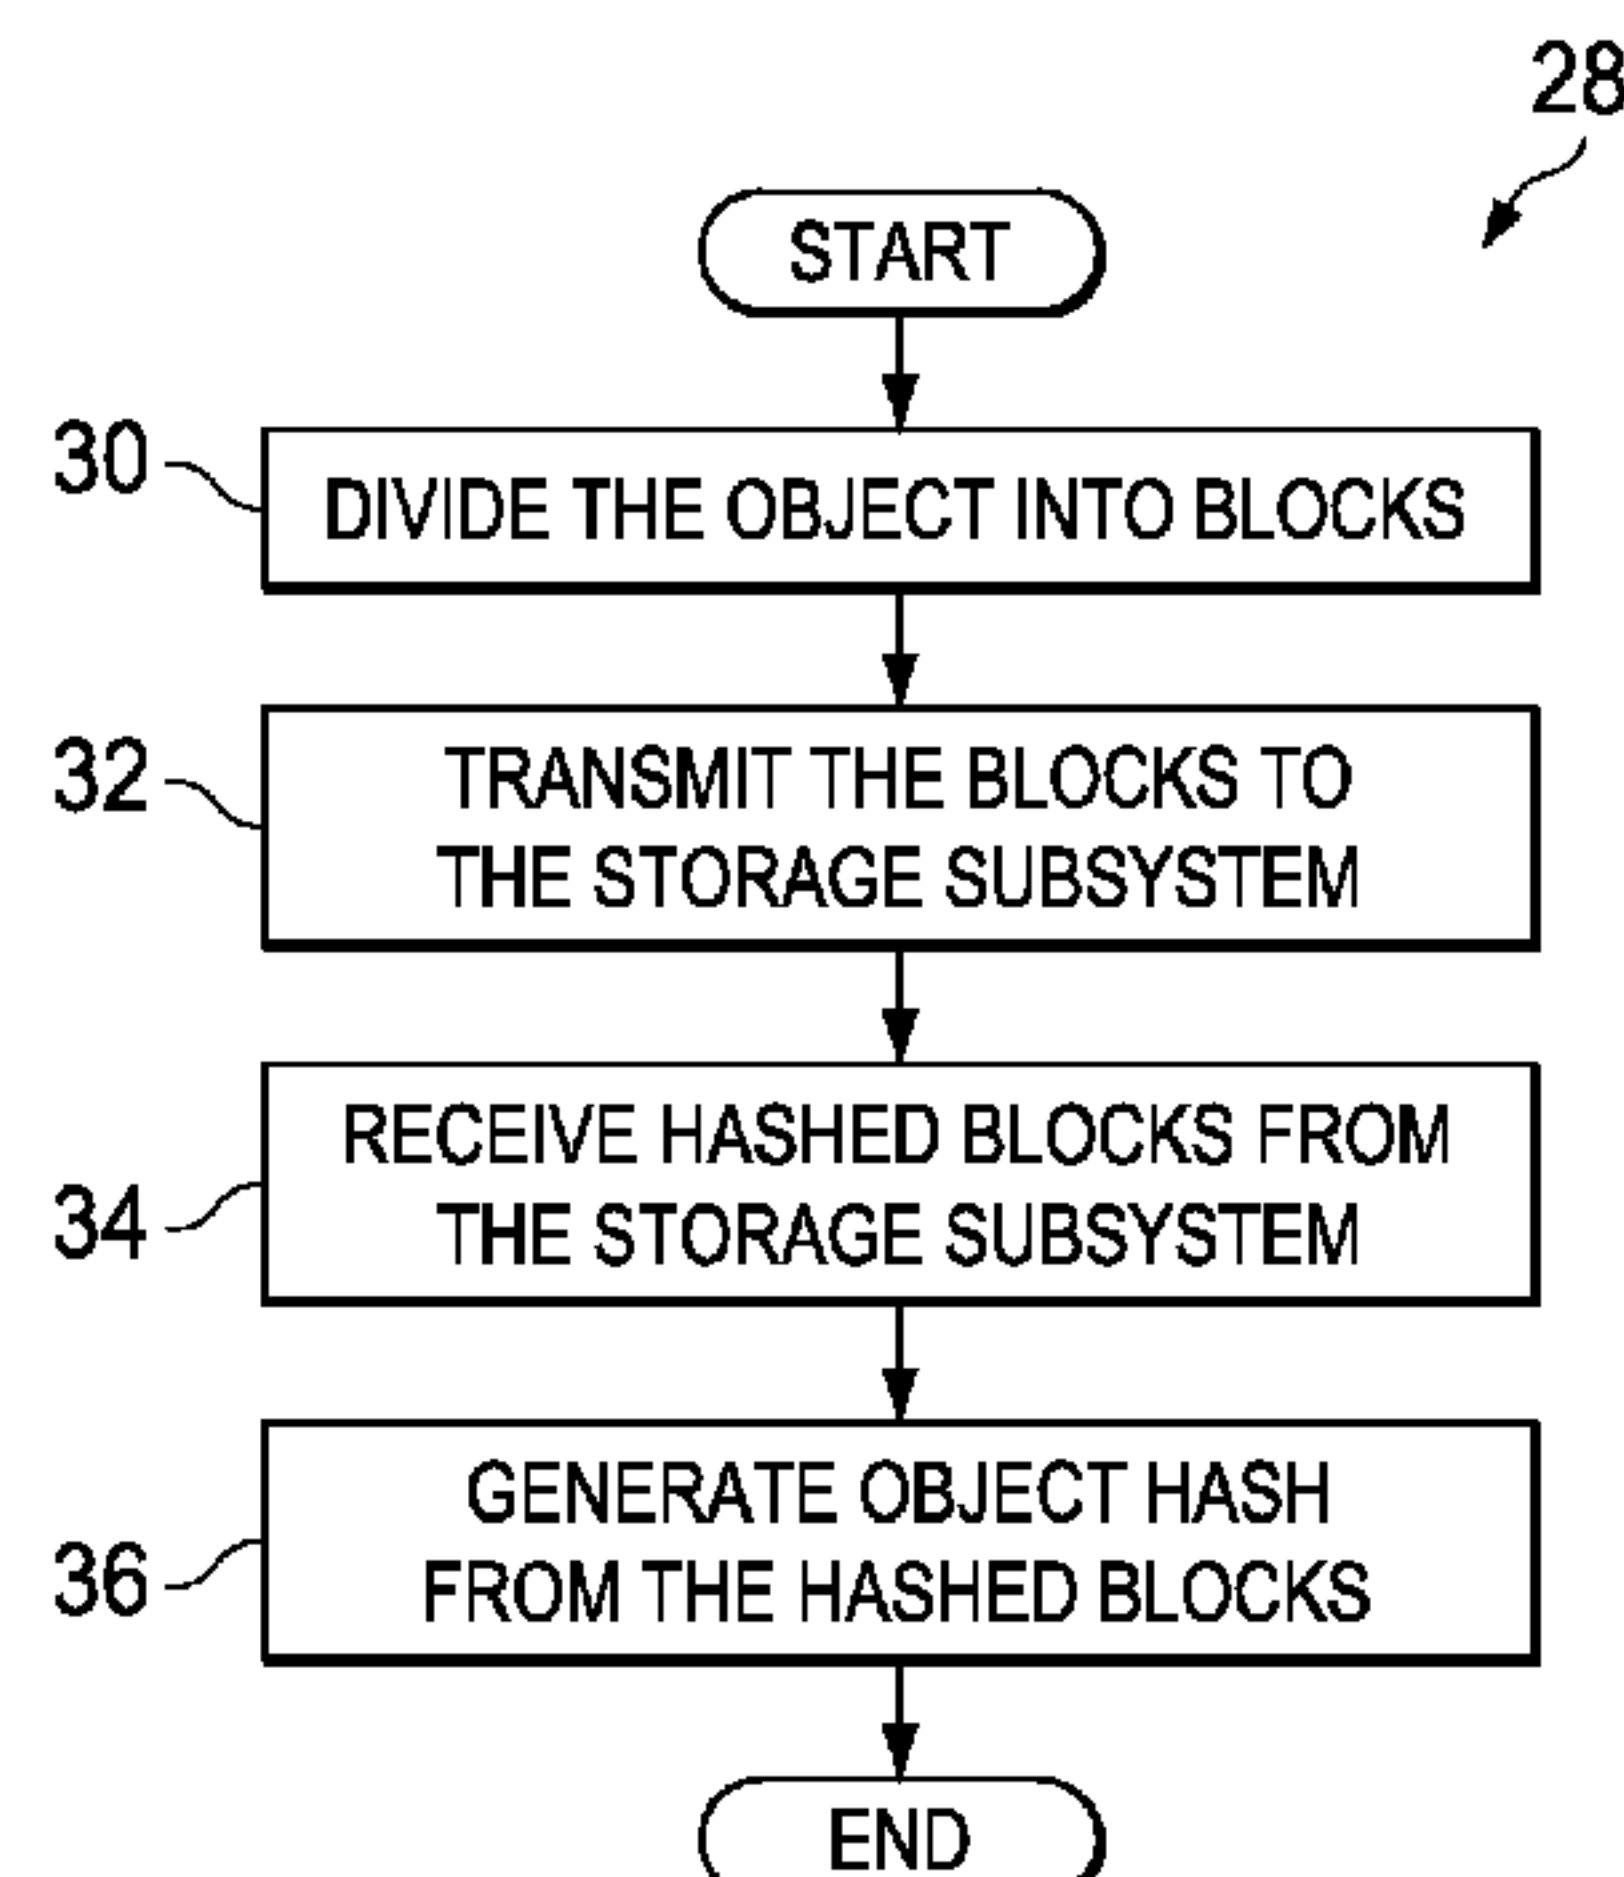 28
START
30
DIVIDE THE OBJECT INTO BLOCKS
32
TRANSMIT THE BLOCKS TO
THE STORAGE SUBSYSTEM
34
RECEIVE HASHED BLOCKS FROM
THE STORAGE SUBSYSTEM
36
GENERATE OBJECT HASH
FROM THE HASHED BLOCKS
END